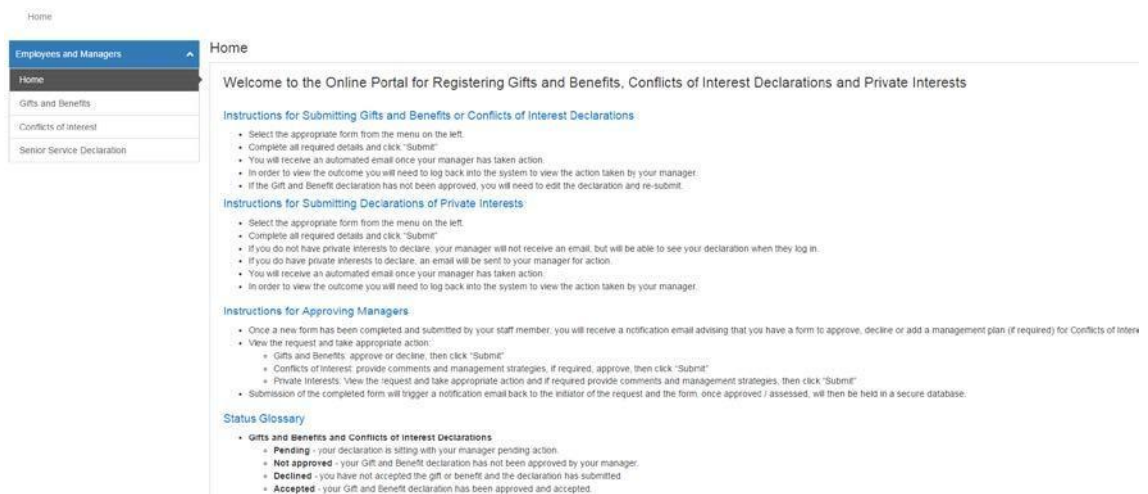 Home
Employees and Managers
Home
Gifts and Benefits
Conflicts of Interest
Senior Service Declaration
Home
Welcome to the Online Portal for Registering Gifts and Benefits, Conflicts of Interest Declarations and Private Interests
Instructions for Submitting Gifts and Benefits or Conflicts of Interest Declarations
• Select the appropriate form from the menu on the left.
• Complete all required details and click "Submit"
• You will receive an automated email once your manager has taken action.
• In order to view the outcome you will need to log back into the system to view the action taken by your manager.
• If the Gift and Benefit declaration has not been approved, you will need to edit the declaration and re-submit.
Instructions for Submitting Declarations of Private Interests
• Select the appropriate form from the menu on the left.
• Complete all required details and click "Submit"
• If you do not have private interests to declare, your manager will not receive an email, but will be able to see your declaration when they log in.
• If you do have private interests to declare, an email will be sent to your manager for action.
• You will receive an automated email once your manager has taken action.
• In order to view the outcome you will need to log back into the system to view the action taken by your manager.
Instructions for Approving Managers
• Once a new form has been completed and submitted by your staff member, you will receive a notification email advising that you have a form to approve, decline or add a management plan (if required) for Conflicts of
• View the request and take appropriate action:
Gifts and Benefits: approve or decline, then click "Submit"
Conflicts of Interest: provide comments and management strategies, if required, approve, then click "Submit"
Private Interests: View the request and take appropriate action and if required provide comments and management strategies, then click "Submit"
• Submission of the completed form will trigger a notification email back to the initiator of the request and the form, once approved / assessed, will then be held in a secure database.
Status Glossary
• Gifts and Benefits and Conflicts of Interest Declarations
Pending - your declaration is sitting with your manager pending action.
Not approved - your Gift and Benefit declaration has not been approved by your manager.
Declined - you have not accepted the gift or benefit and the declaration has submitted
Accepted - your Gift and Benefit declaration has been approved and accepted.